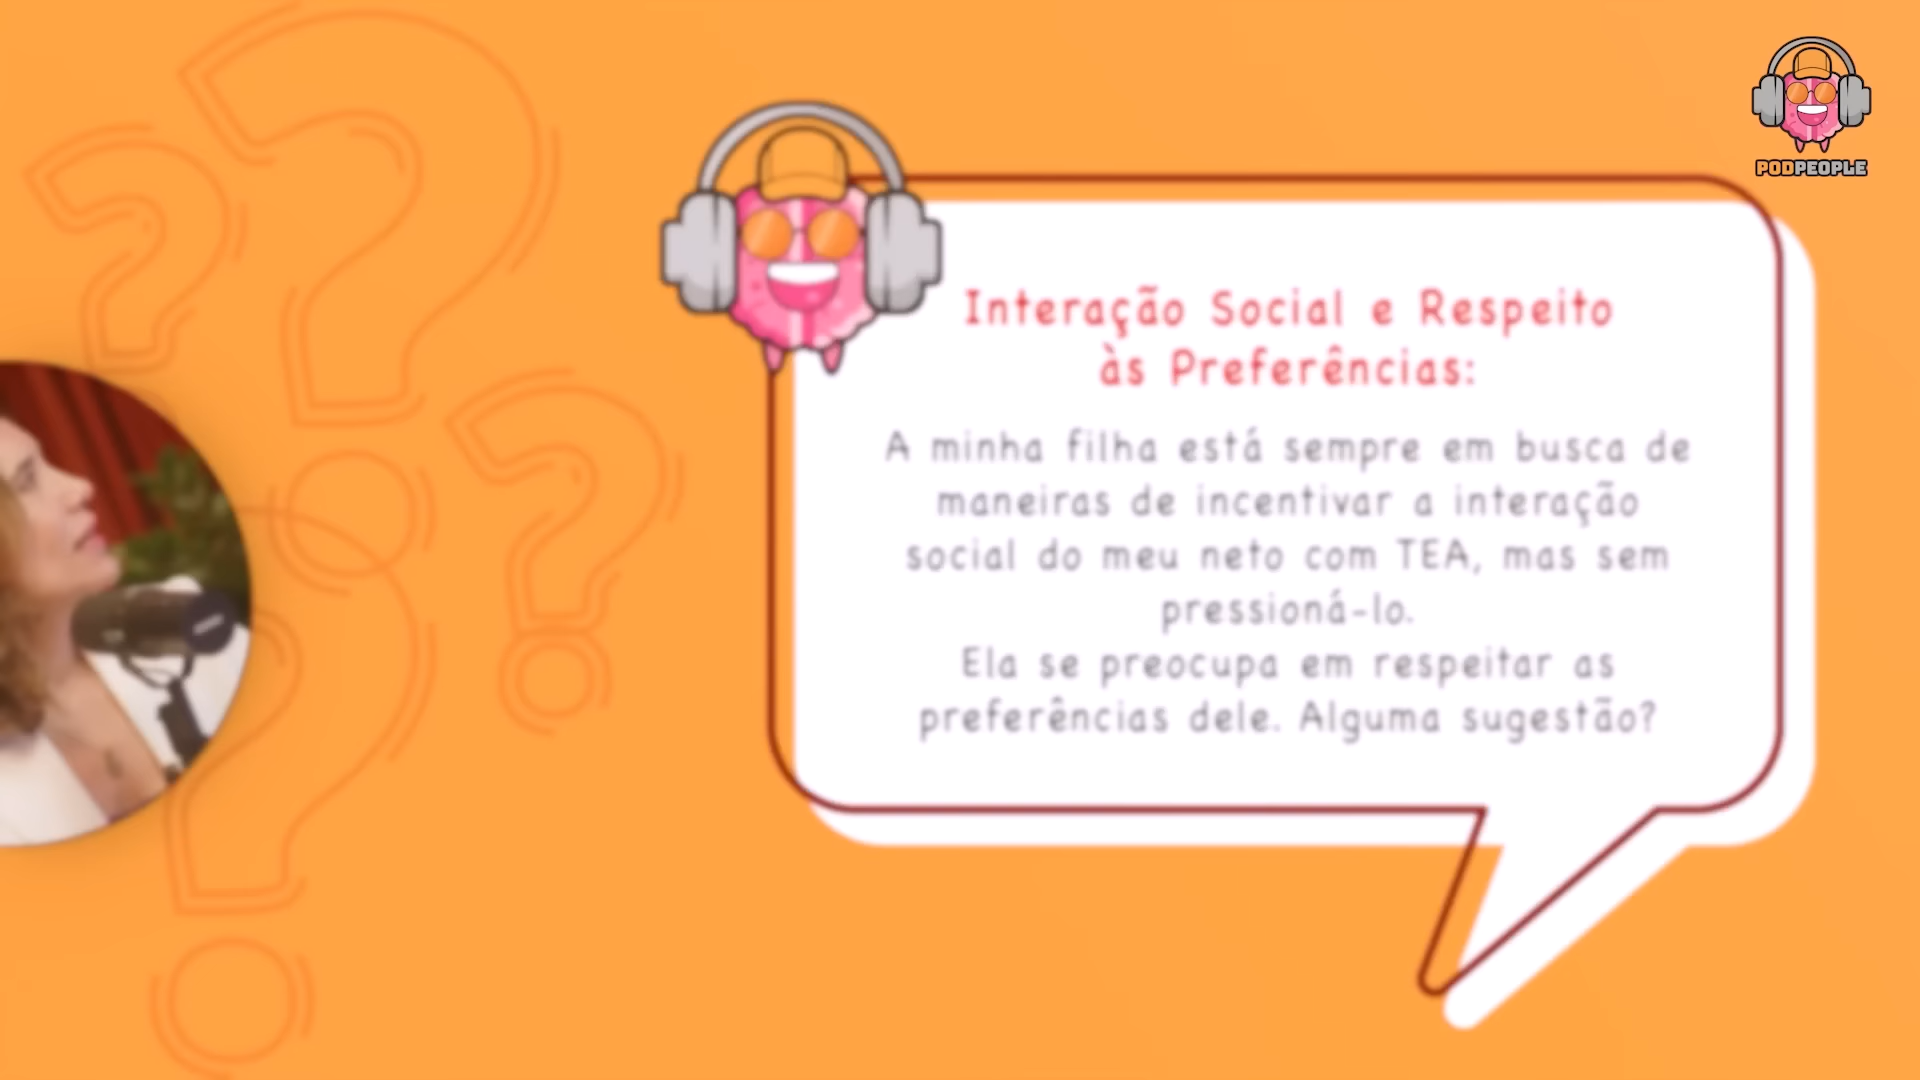 PODPEOPLE
Interação Social e Respeito
às Preferências:
A minha filha está sempre em busca de
maneiras de incentivar a interação
social do meu neto com TEA, mas sem
pressioná-lo.
Ela se preocupa em respeitar as
preferências dele. Alguma sugestão?